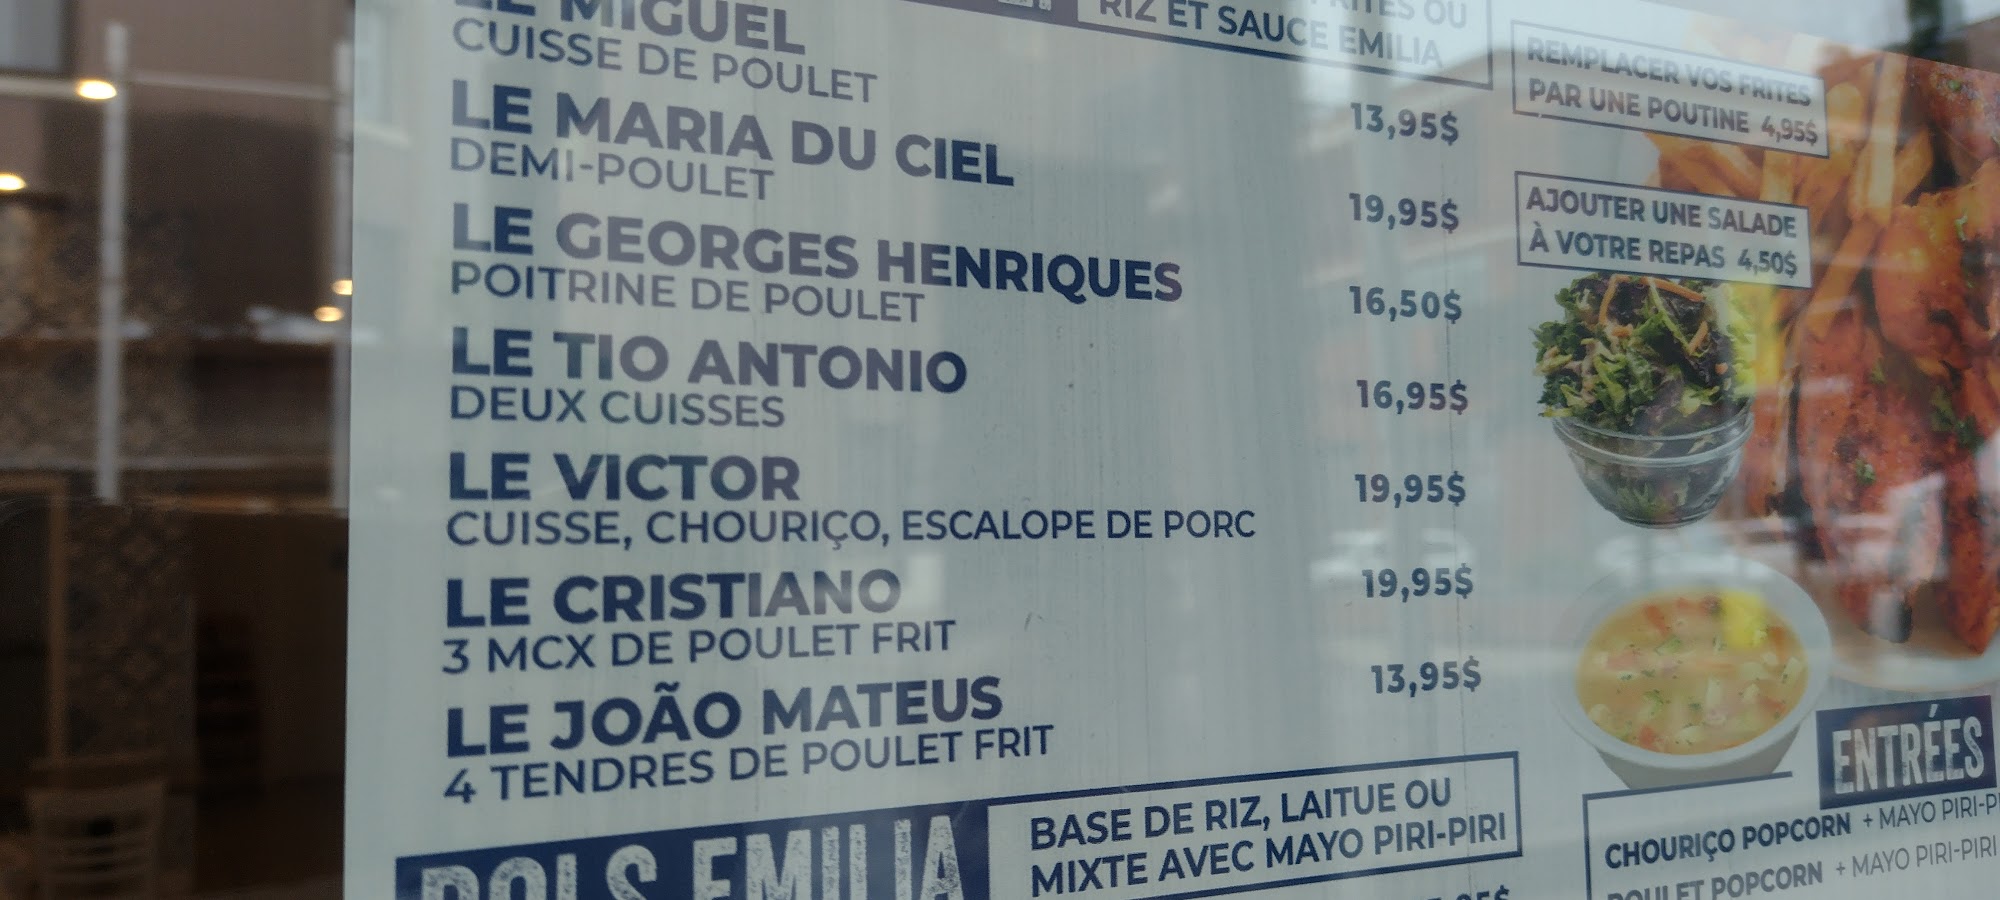 LE MIGUEL
CUISSE DE POULET
13,95$
LE MARIA DU CIEL
DEMI-POULET
19,95$
LE GEORGES HENRIQUES
POITRINE DE POULET
16,50$
LE TIO ANTONIO
DEUX CUISSES
16,95$
LE VICTOR
CUISSE, CHOURIÇO, ESCALOPE DE PORC
19,95$
LE CRISTIANO
3 MCX DE POULET FRIT
19,95$
LE JOÃO MATEUS
4 TENDRES DE POULET FRIT
13,95$
FRITES OU
RIZ ET SAUCE EMILIA
REMPLACER VOS FRITES
PAR UNE POUTINE 4,95$
AJOUTER UNE SALADE
À VOTRE REPAS 4,50$
BOLS EMILIA
BASE DE RIZ, LAITUE OU
MIXTE AVEC MAYO PIRI-PIRI
ENTRÉES
CHOURIÇO POPCORN + MAYO PIRI-P
POULET POPCORN + MAYO PIRI-PIRI